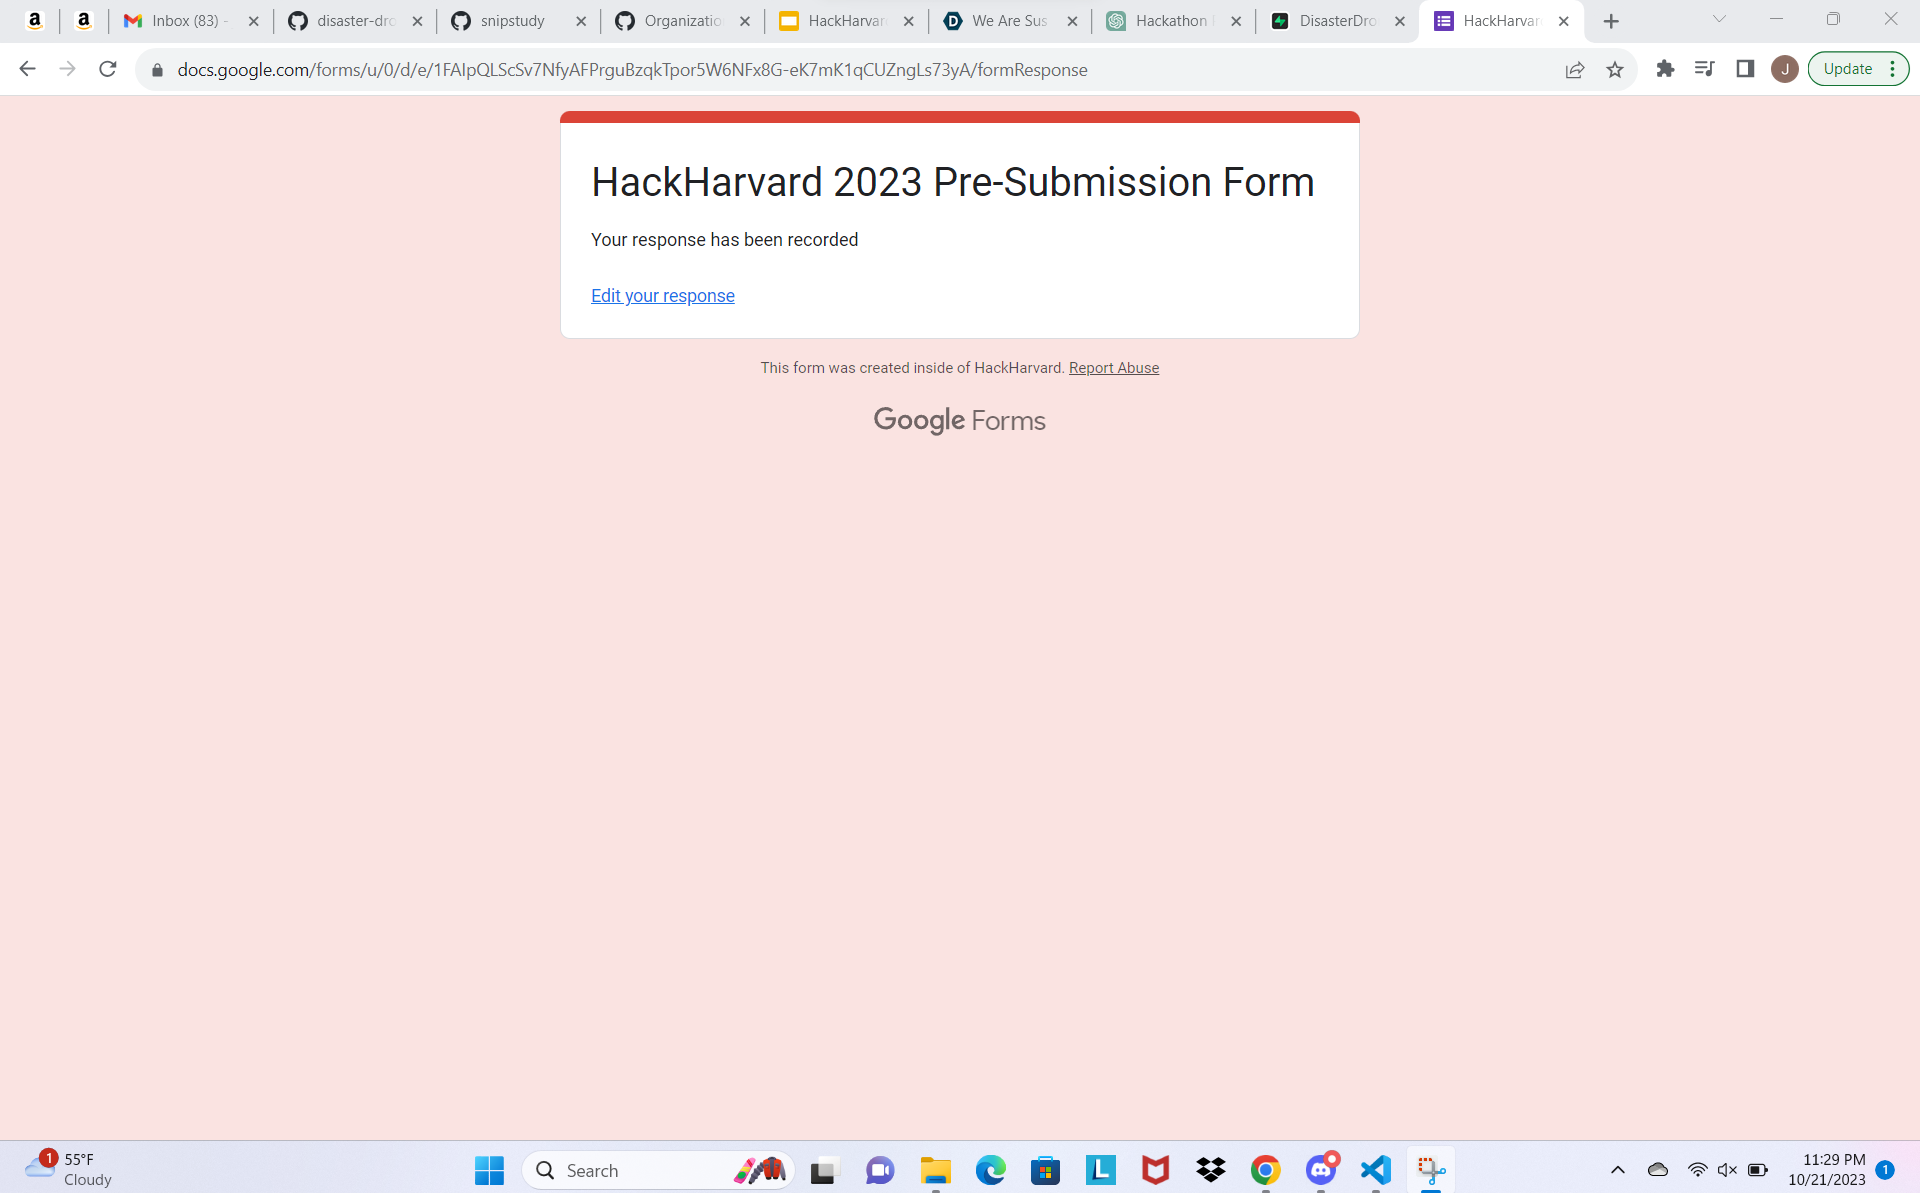 Inbox (83) -
disaster-dro
snipstudy
Organizatio
HackHarvar
We Are Sus
Hackathon
DisasterDro
HackHarvar
docs.google.com/forms/u/0/d/e/1FAIpQLScSv7NfyAFPrguBzqkTpor5W6NFx8G-eK7mK1qCUZngLs73yA/formResponse
J
Update
HackHarvard 2023 Pre-Submission Form
Your response has been recorded
Edit your response
This form was created inside of HackHarvard. Report Abuse
Google Forms
1
55°F
Cloudy
Search
11:29 PM
10/21/2023
1